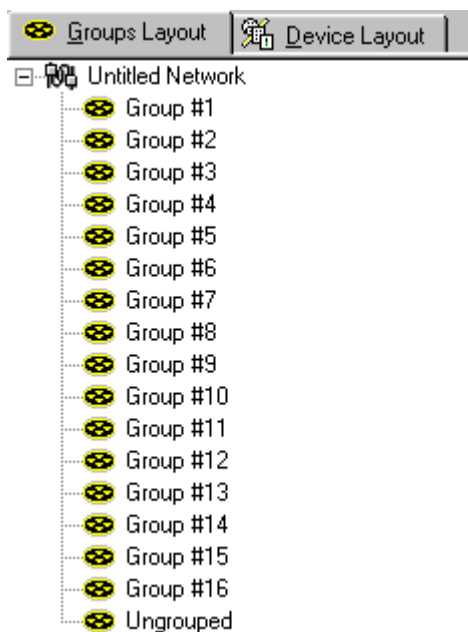 Groups Layout Device Layout
Untitled Network
Group #1
Group #2
Group #3
Group #4
Group #5
Group #6
Group #7
Group #8
Group #9
Group #10
Group #11
Group #12
Group #13
Group #14
Group #15
Group #16
Ungrouped